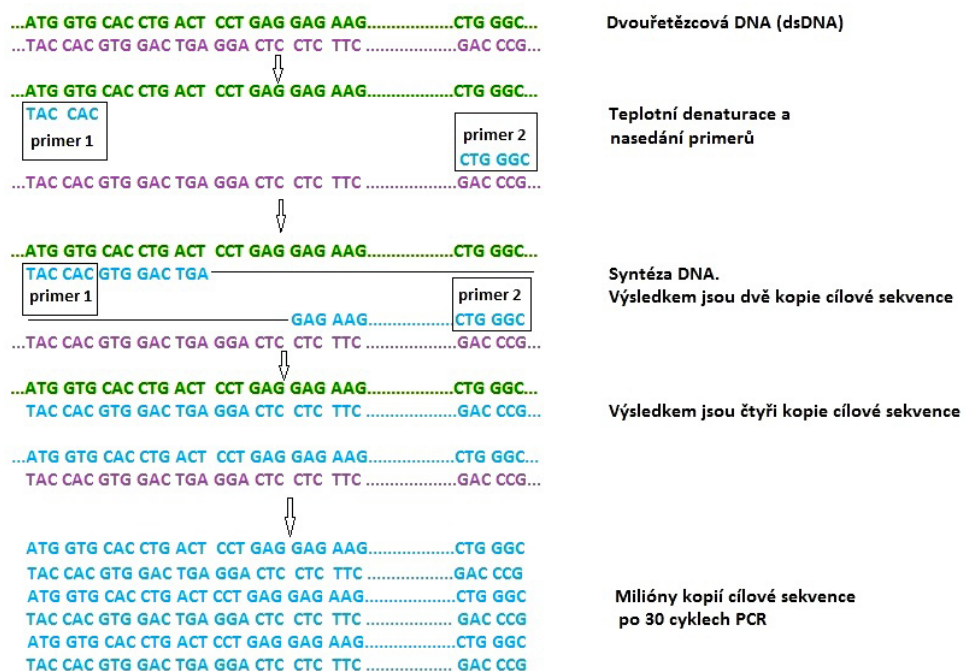 ...ATG GTG CAC CTG ACT CCT GAG GAG AAG..................CTG GGC...
Dvouřetězcová DNA (dsDNA)
...TAC CAC GTG GAC TGA GGA CTC CTC TTC ...................GAC CCG...
...ATG GTG CAC CTG ACT CCT GAG GAG AAG..................CTG GGC...
TAC CAC
primer 1
Teplotní denaturace a
nasedání primerů
primer 2
CTG GGC
...TAC CAC GTG GAC TGA GGA CTC CTC TTC ...................GAC CCG...
...ATG GTG CAC CTG ACT CCT GAG GAG AAG..................CTG GGC...
TAC CAC GTG GAC TGA
primer 1
Syntéza DNA.
Výsledkem jsou dvě kopie cílové sekvence
primer 2
GAG AAG..................CTG GGC
...TAC CAC GTG GAC TGA GGA CTC CTC TTC ...................GAC CCG...
...ATG GTG CAC CTG ACT CCT GAG GAG AAG..................CTG GGC...
TAC CAC GTG GAC TGA GGA CTC CTC TTC ...................GAC CCG...
Výsledkem jsou čtyři kopie cílové sekvence
...ATG GTG CAC CTG ACT CCT GAG GAG AAG..................CTG GGC...
TAC CAC GTG GAC TGA GGA CTC CTC TTC ...................GAC CCG...
ATG GTG CAC CTG ACT CCT GAG GAG AAG..................CTG GGC
TAC CAC GTG GAC TGA GGA CTC CTC TTC ..................GAC CCG
ATG GTG CAC CTG ACT CCT GAG GAG AAG..................CTG GGC
TAC CAC GTG GAC TGA GGA CTC CTC TTC ...................GAC CCG
ATG GTG CAC CTG ACT CCT GAG GAG AAG..................CTG GGC
TAC CAC GTG GAC TGA GGA CTC CTC TTC ...................GAC CCG
Milióny kopií cílové sekvence
po 30 cyklech PCR